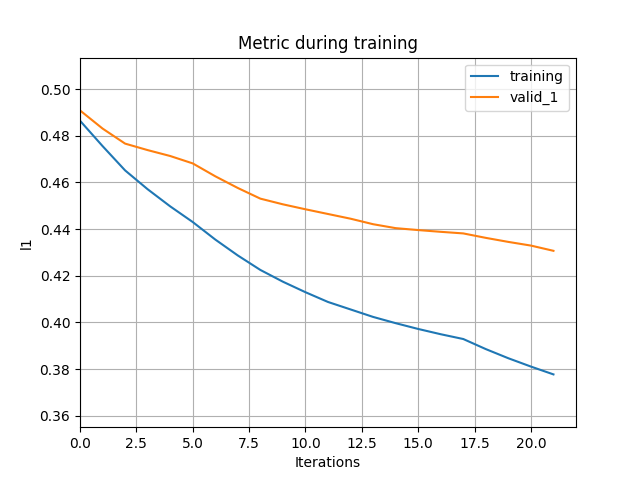 Metric during training
training
valid_1
0.50
0.48
0.46
0.44
0.42
0.40
0.38
0.36
l1
0.0 2.5 5.0 7.5 10.0 12.5 15.0 17.5 20.0
Iterations